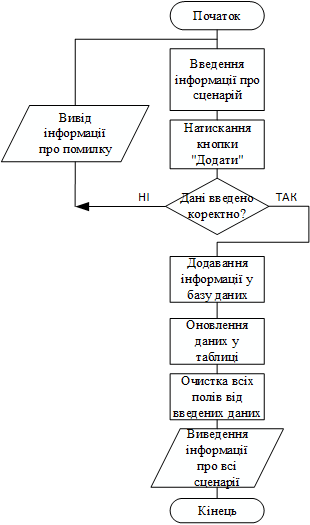 Початок
Введення
інформації про
сценарій
Вивід
інформації
про помилку
Натискання
кнопки
"Додати"
НІ
Дані введено
коректно?
ТАК
Додавання
інформації у
базу даних
Оновлення
даних у
таблиці
Очистка всіх
полів від
введених даних
Виведення
інформації
про всі
сценарії
Кінець